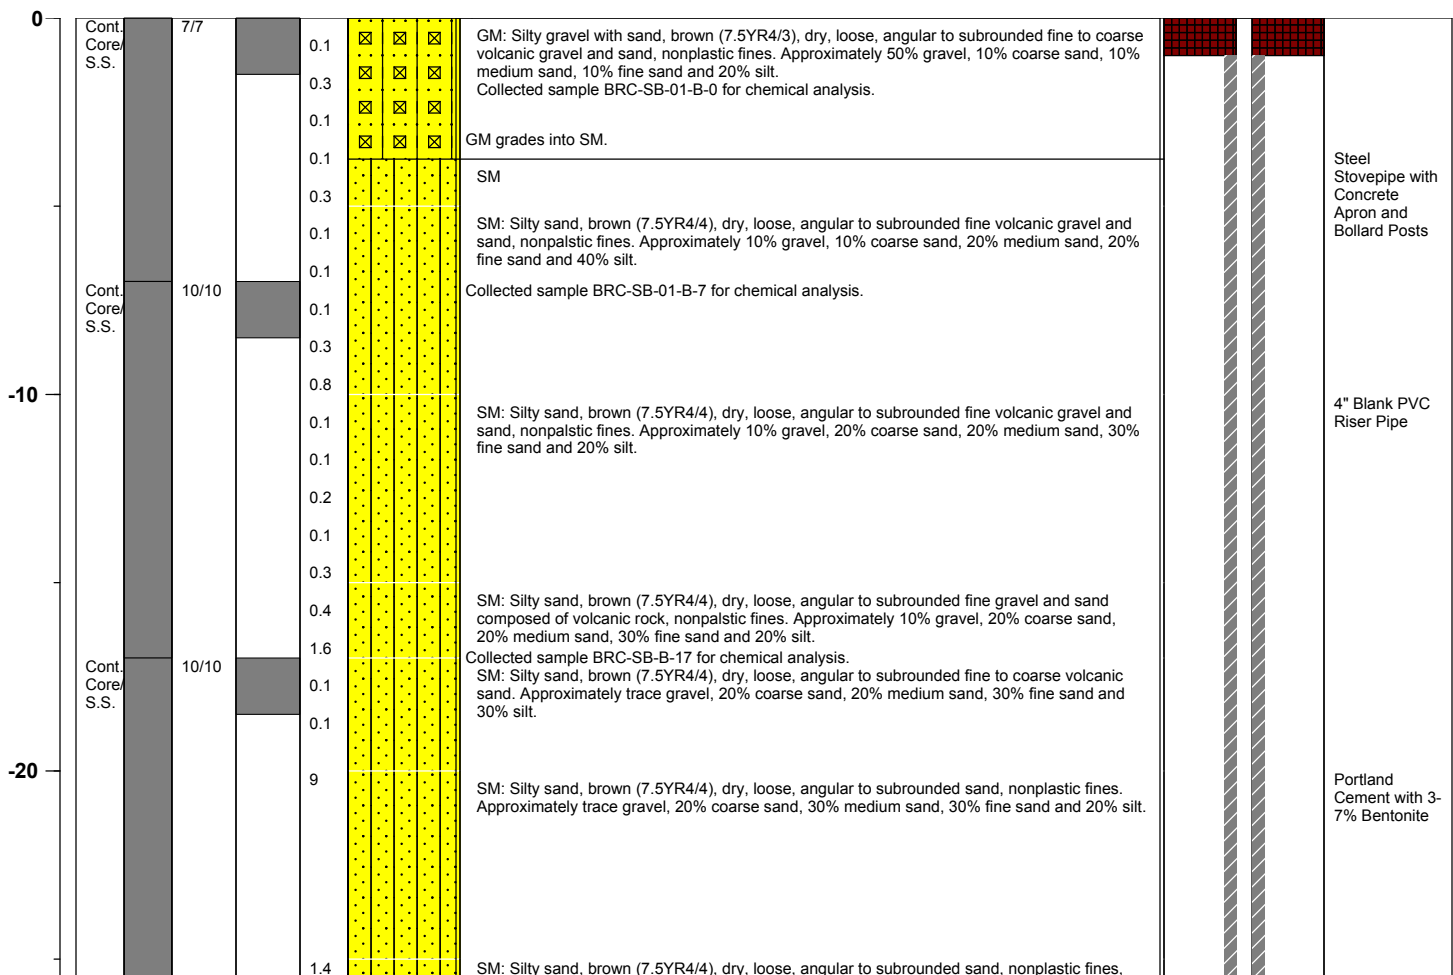 0
Cont.
Core/
S.S.
7/7
0.1
0.3
0.1
0.1
0.3
0.1
0.1
GM: Silty gravel with sand, brown (7.5YR4/3), dry, loose, angular to subrounded fine to coarse
volcanic gravel and sand, nonplastic fines. Approximately 50% gravel, 10% coarse sand, 10%
medium sand, 10% fine sand and 20% silt.
Collected sample BRC-SB-01-B-0 for chemical analysis.
GM grades into SM.
SM
SM: Silty sand, brown (7.5YR4/4), dry, loose, angular to subrounded fine volcanic gravel and
sand, nonpalstic fines. Approximately 10% gravel, 10% coarse sand, 20% medium sand, 20%
fine sand and 40% silt.
Steel
Stovepipe with
Concrete
Apron and
Bollard Posts
Cont.
Core/
S.S.
10/10
0.1
0.3
0.8
0.1
0.1
0.2
0.1
0.3
0.4
1.6
Collected sample BRC-SB-01-B-7 for chemical analysis.
-10
SM: Silty sand, brown (7.5YR4/4), dry, loose, angular to subrounded fine volcanic gravel and
sand, nonpalstic fines. Approximately 10% gravel, 20% coarse sand, 20% medium sand, 30%
fine sand and 20% silt.
4" Blank PVC
Riser Pipe
SM: Silty sand, brown (7.5YR4/4), dry, loose, angular to subrounded fine gravel and sand
composed of volcanic rock, nonpalstic fines. Approximately 10% gravel, 20% coarse sand,
20% medium sand, 30% fine sand and 20% silt.
Cont.
Core/
S.S.
10/10
0.1
0.1
9
1.4
Collected sample BRC-SB-B-17 for chemical analysis.
SM: Silty sand, brown (7.5YR4/4), dry, loose, angular to subrounded fine to coarse volcanic
sand. Approximately trace gravel, 20% coarse sand, 20% medium sand, 30% fine sand and
30% silt.
-20
SM: Silty sand, brown (7.5YR4/4), dry, loose, angular to subrounded sand, nonplastic fines.
Approximately trace gravel, 20% coarse sand, 30% medium sand, 30% fine sand and 20% silt.
Portland
Cement with 3-
7% Bentonite
SM: Silty sand, brown (7.5YR4/4), dry, loose, angular to subrounded sand, nonplastic fines,